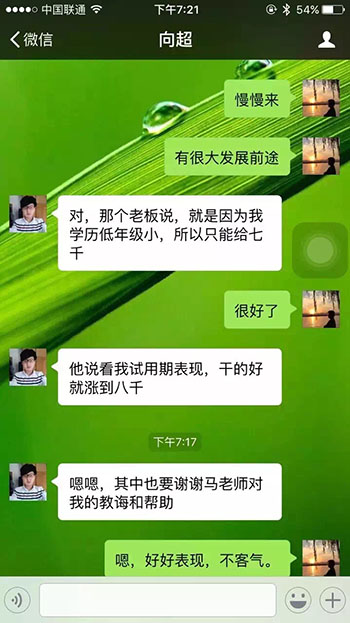 中国联通
下午7:21
54%
微信
向超
慢慢来
有很大发展前途
对，那个老板说，就是因为我
学历低年级小，所以只能给七
千
很好了
他说看我试用期表现，干的好
就涨到八千
下午7:17
嗯嗯，其中也要谢谢马老师对
我的教诲和帮助
嗯，好好表现，不客气。